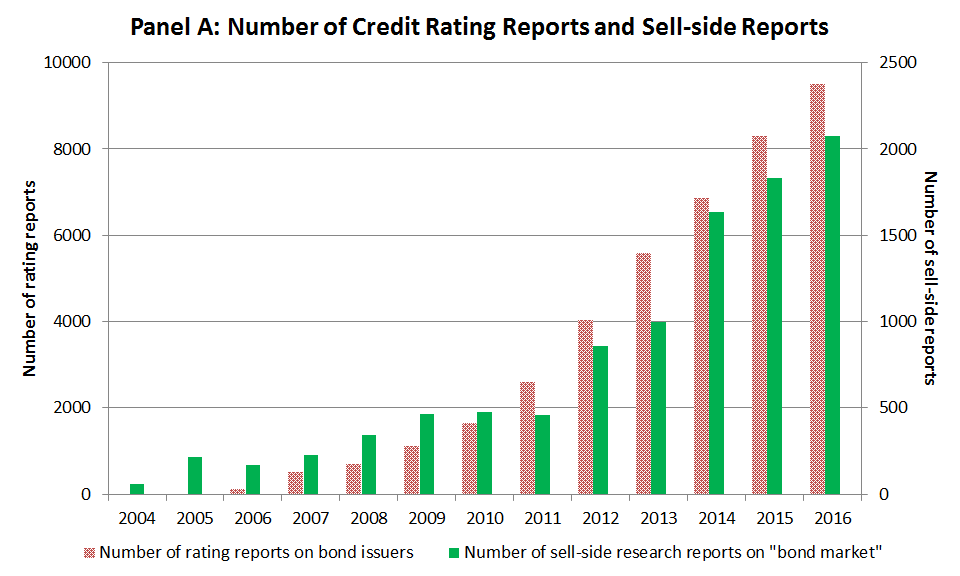 Panel A: Number of Credit Rating Reports and Sell-side Reports
10000
8000
6000
4000
2000
0
Number of rating reports
2500
2000
1500
1000
500
0
Number of sell-side reports
2004 2005 2006 2007 2008 2009 2010 2011 2012 2013 2014 2015 2016
Number of rating reports on bond issuers
Number of sell-side research reports on "bond market"